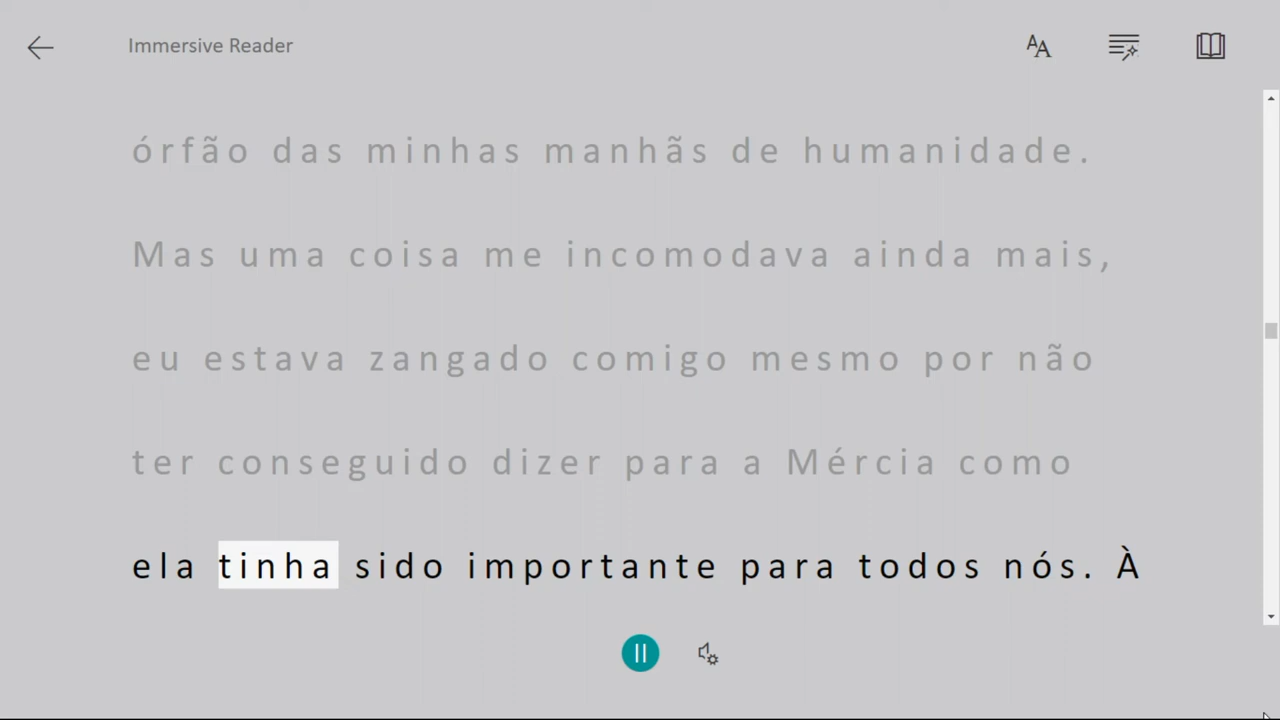 Immersive Reader
órfão das minhas manhãs de humanidade.
Mas uma coisa me incomodava ainda mais,
eu estava zangado comigo mesmo por não
ter conseguido dizer para a Mércia como
ela tinha sido importante para todos nós. À